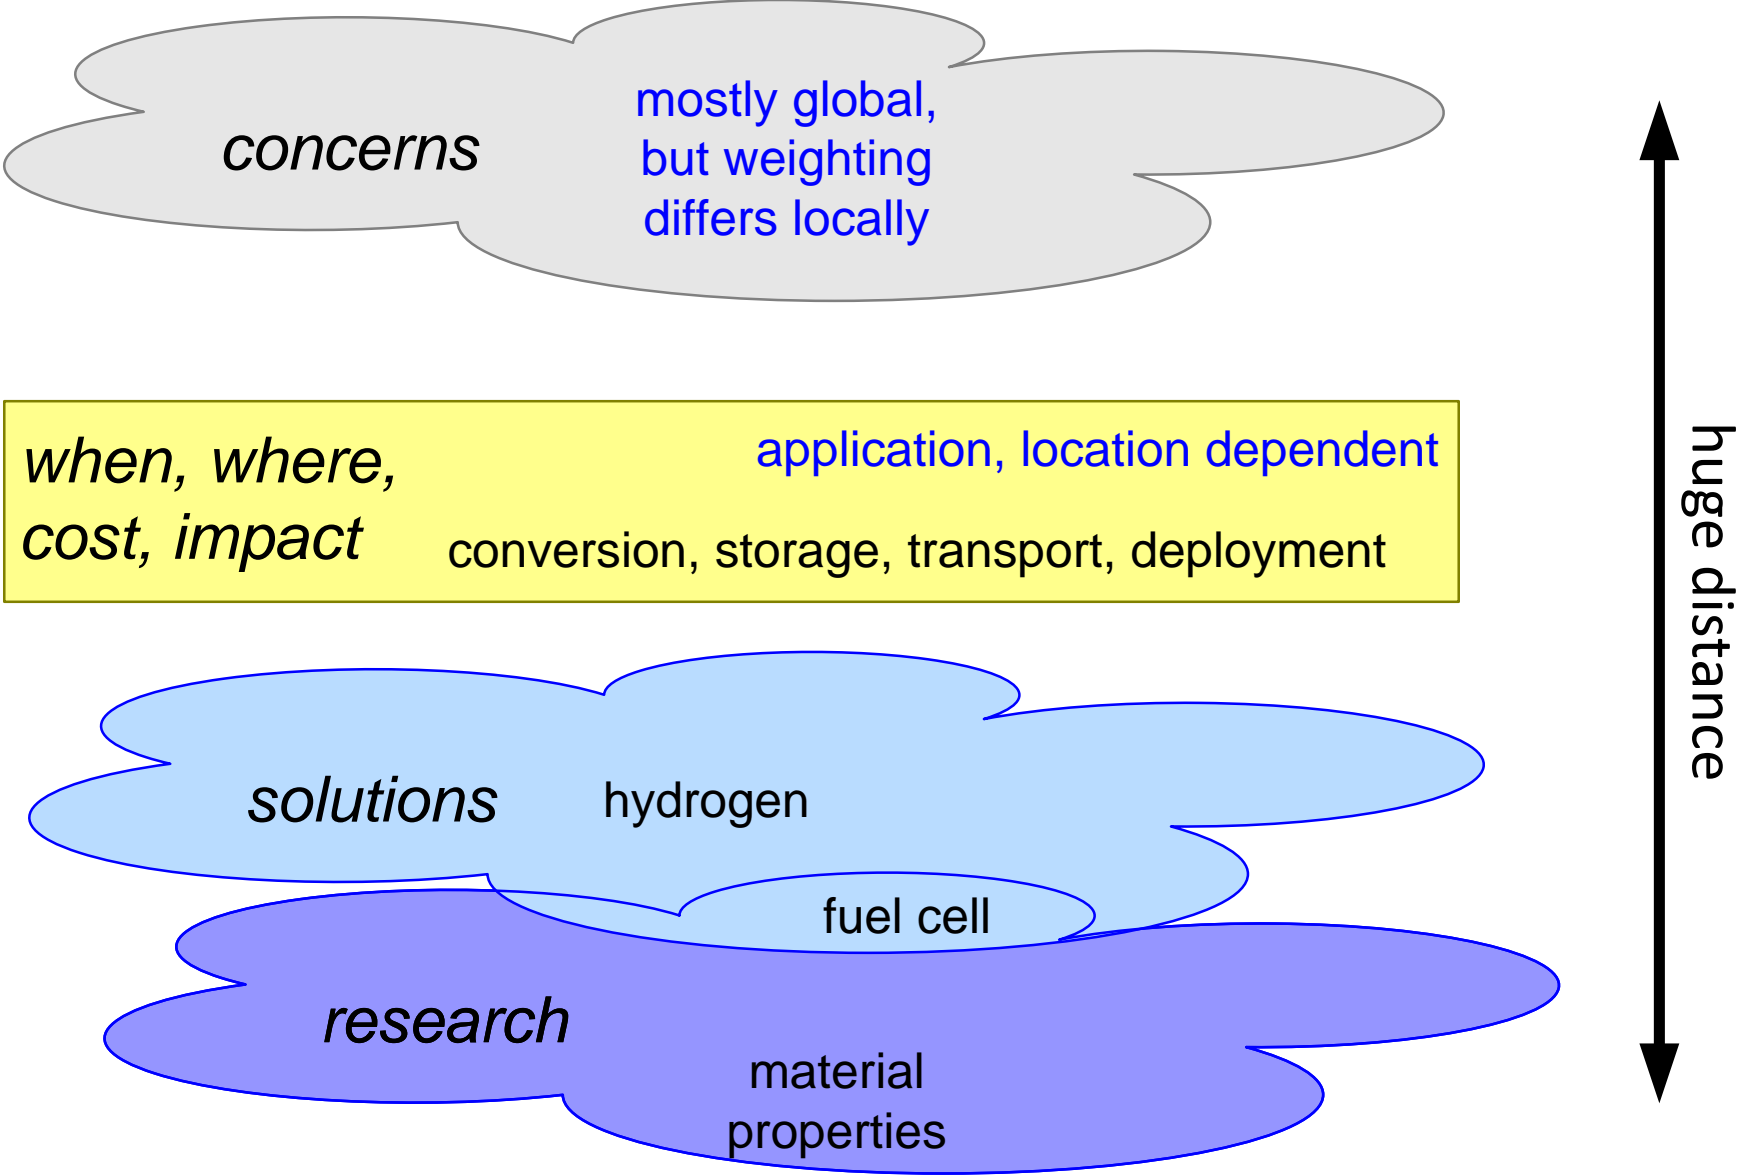 concerns
mostly global,
but weighting
differs locally
when, where,
cost, impact
application, location dependent
conversion, storage, transport, deployment
solutions
hydrogen
fuel cell
research
material
properties
huge distance